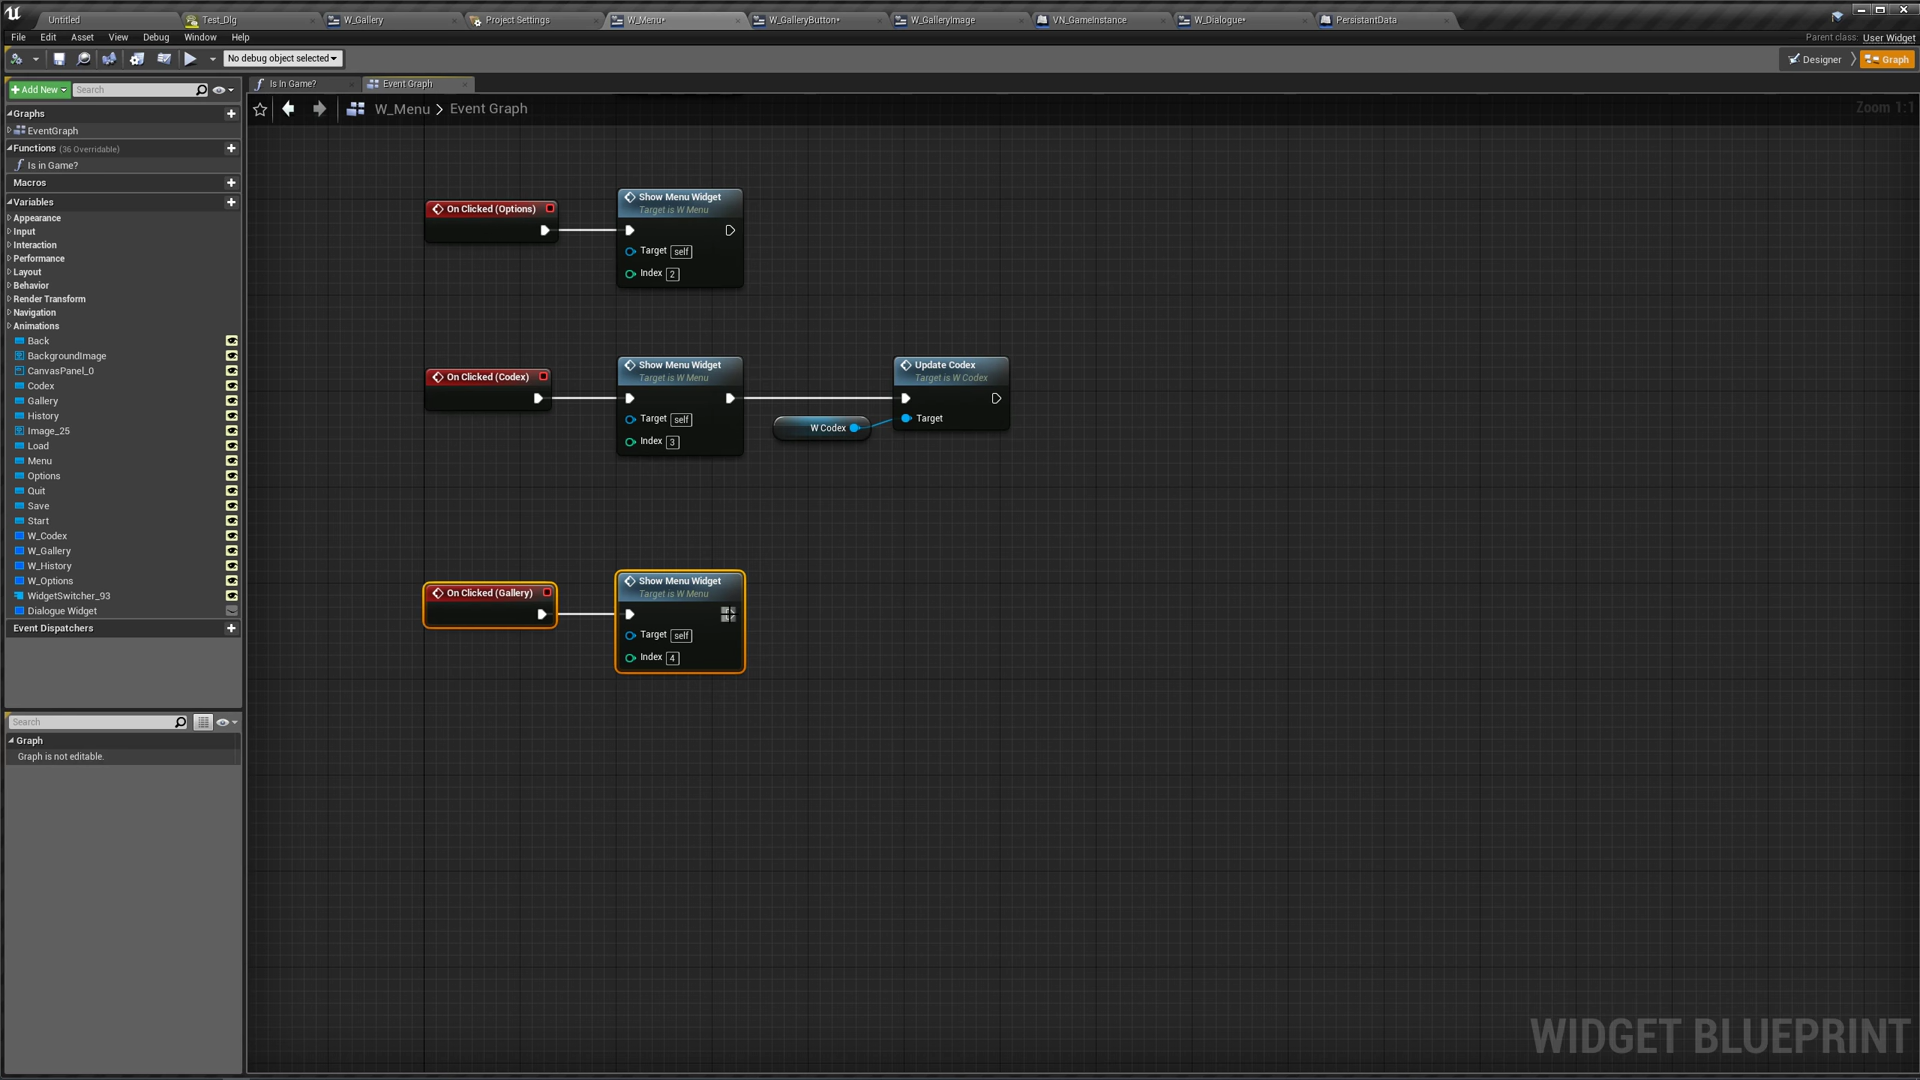 Untitled
Test_Dlg
W_Gallery
Project Settings
W_Menu*
W_GalleryButton*
W_GalleryImage
VN_GameInstance
W_Dialogue*
PersistantData
File Edit Asset View Debug Window Help
Parent class: User Widget
No debug object selected
Designer
Graph
Add New
Search
Is In Game?
Event Graph
W_Menu > Event Graph
Zoom 1:1
Graphs
EventGraph
Functions (36 Overridable)
Is in Game?
Macros
Variables
Appearance
Input
Interaction
Performance
Layout
Behavior
Render Transform
Navigation
Animations
Back
BackgroundImage
CanvasPanel_0
Codex
Gallery
History
Image_25
Load
Menu
Options
Quit
Save
Start
W_Codex
W_Gallery
W_History
W_Options
WidgetSwitcher_93
Dialogue Widget
Event Dispatchers
Search
Graph
Graph is not editable.
On Clicked (Options)
Show Menu Widget
Target is W Menu
Target self
Index 2
On Clicked (Codex)
Show Menu Widget
Target is W Menu
Target self
Index 3
W Codex
Update Codex
Target is W Codex
Target
On Clicked (Gallery)
Show Menu Widget
Target is W Menu
Target self
Index 4
WIDGET BLUEPRINT